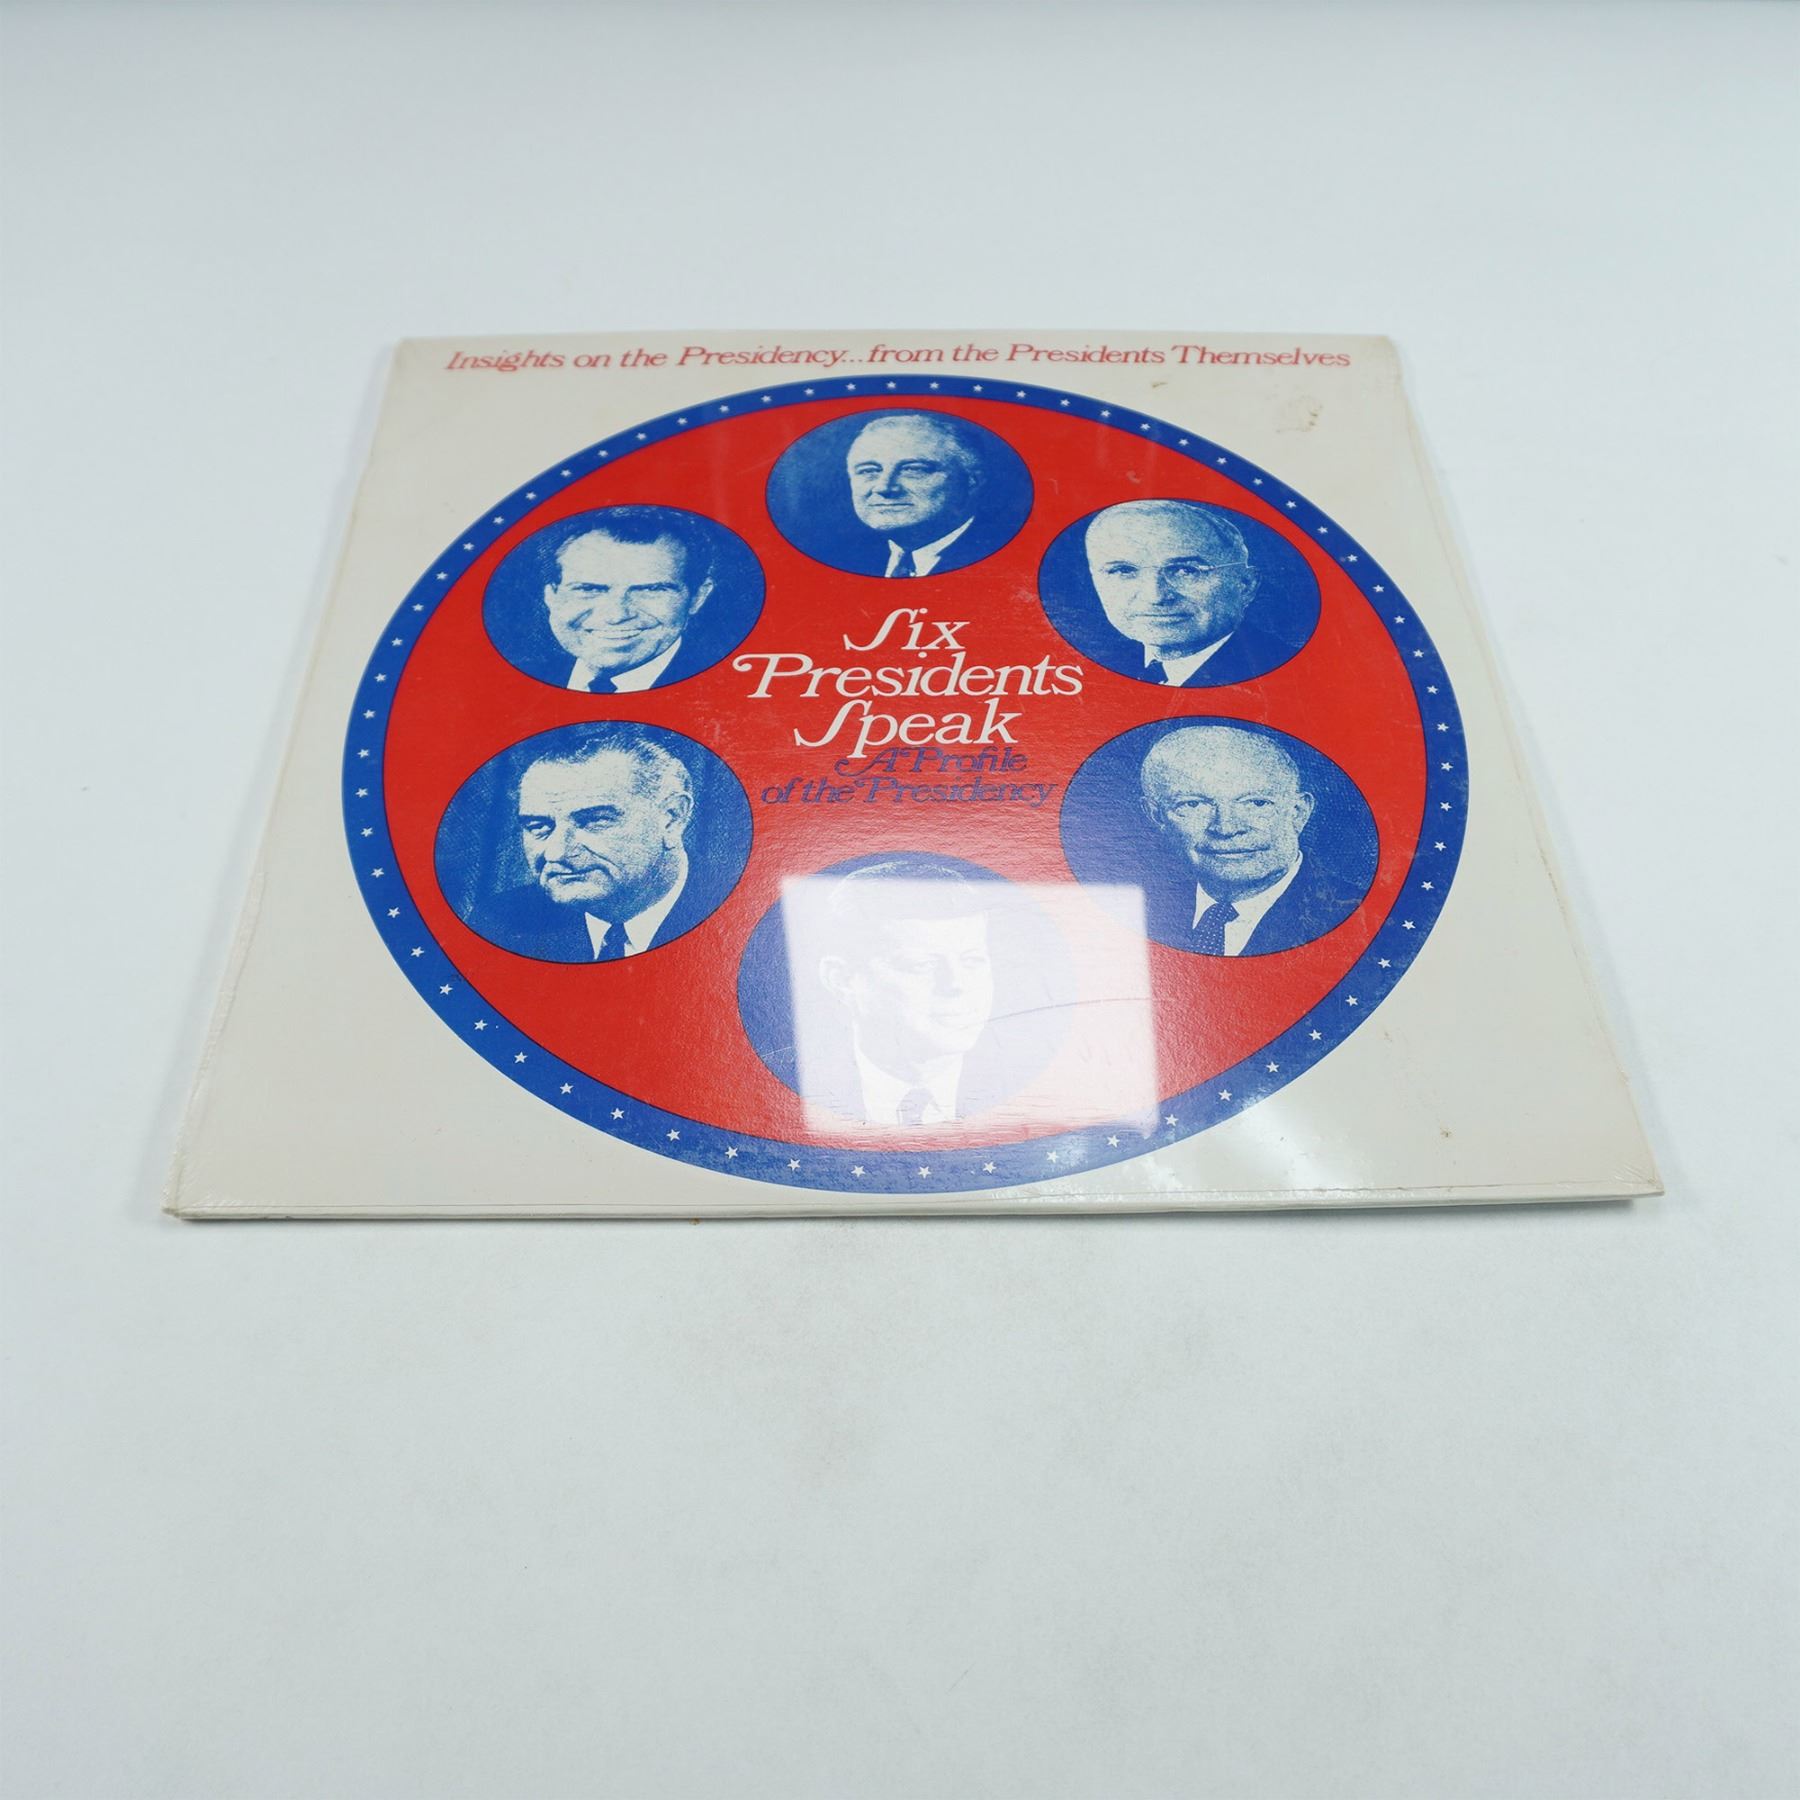 Insights on the Presidency...from the Presidents Themselves
Six
Presidents
Speak
A Profile
of the Presidency